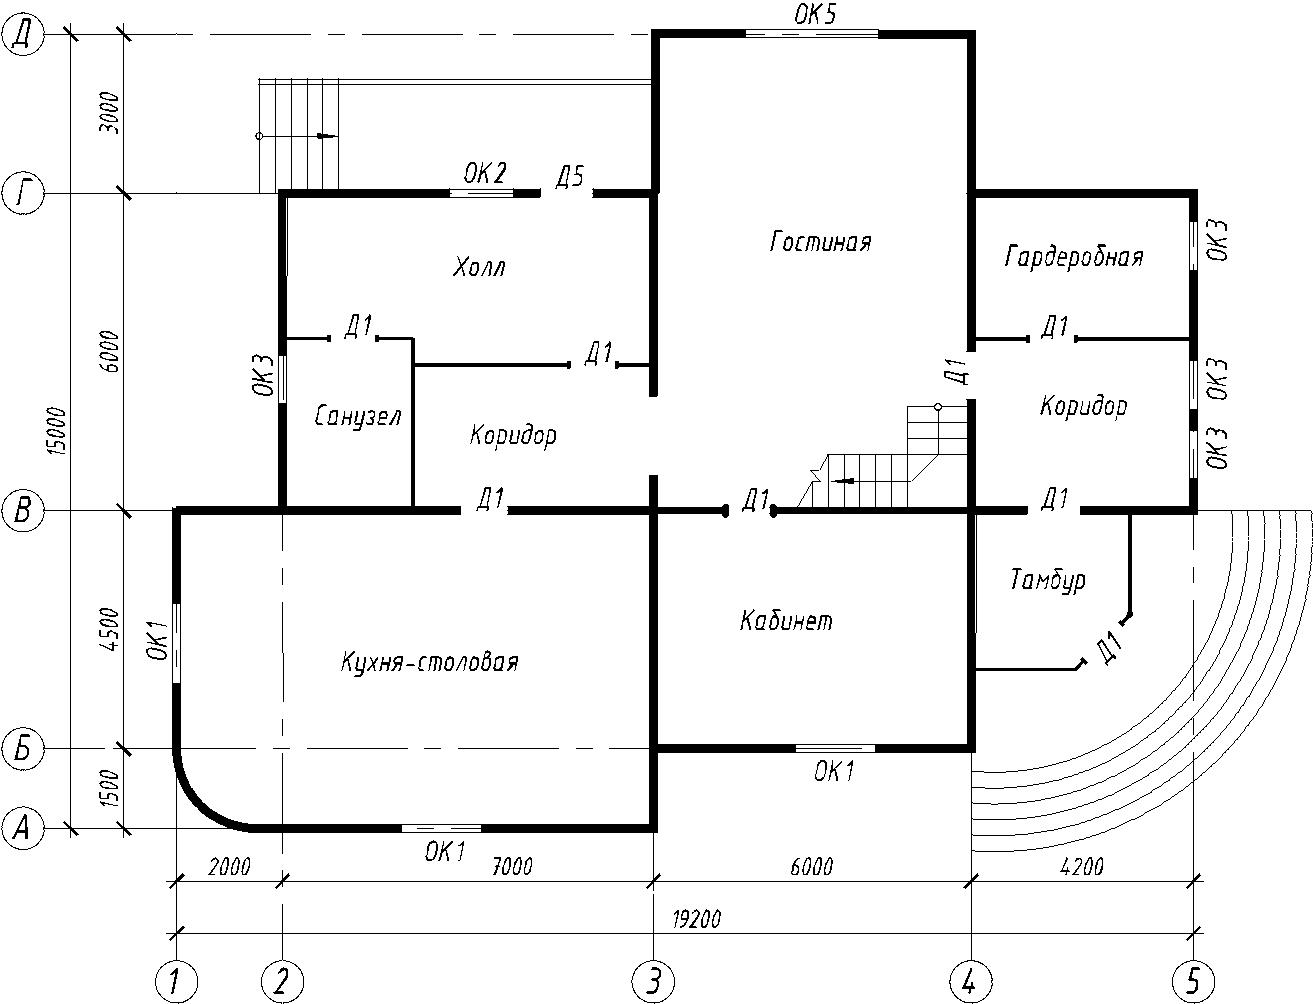 ОК5
Д
3000
ОК2
Д5
Г
Гостиная
ОК3
Гардеробная
Холл
Д1
Д1
Д1
6000
Д1
ОК3
ОК3
15000
Санузел
Коридор
Коридор
ОК3
Д1
Д1
Д1
В
Тамбур
4500
ОК1
Кабинет
Д1
Кухня-столовая
Б
ОК1
1500
А
ОК1
2000
7000
6000
4200
19200
1
2
3
4
5